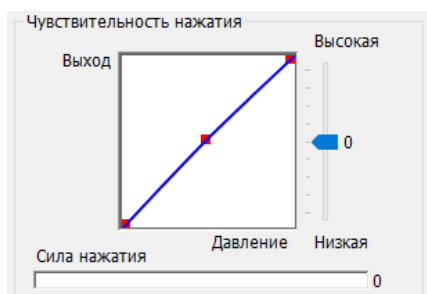 Чувствительность нажатия
Высокая
Выход
0
Давление
Низкая
Сила нажатия
0